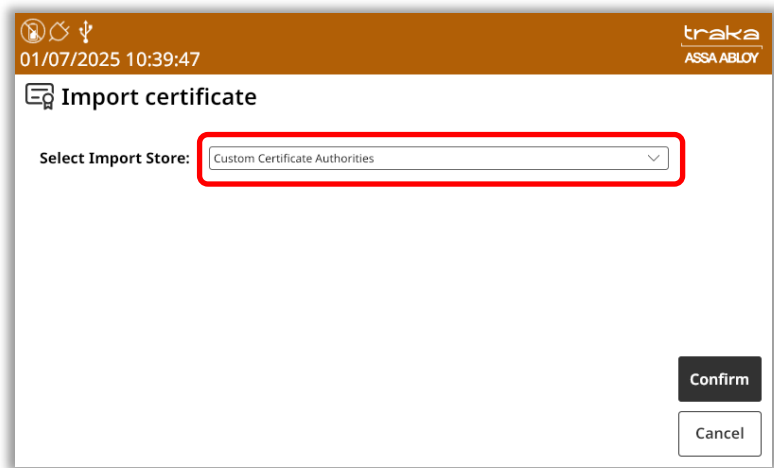 traka
01/07/2025 10:39:47
ASSA ABLOY
Import certificate
Select Import Store: Custom Certificate Authorities
Confirm
Cancel